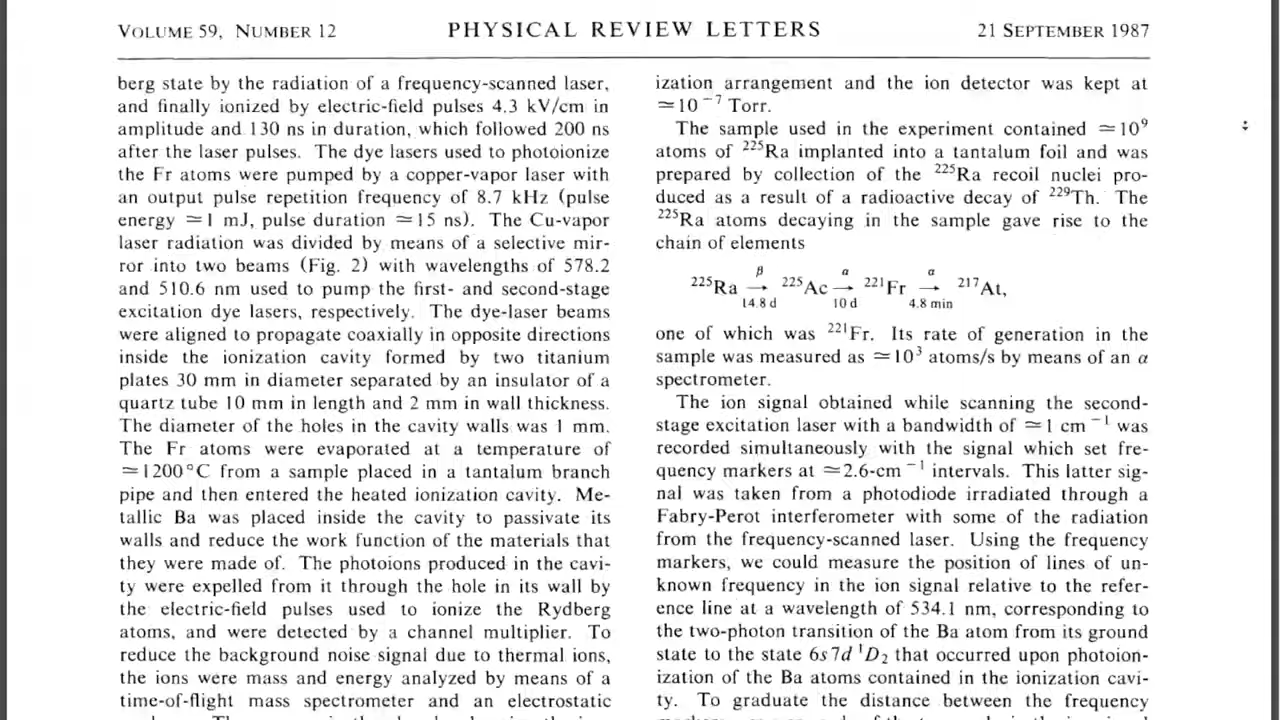 VOLUME 59, NUMBER 12 PHYSICAL REVIEW LETTERS 21 SEPTEMBER 1987
berg state by the radiation of a frequency-scanned laser,
and finally ionized by electric-field pulses 4.3 kV/cm in
amplitude and 130 ns in duration, which followed 200 ns
after the laser pulses. The dye lasers used to photoionize
the Fr atoms were pumped by a copper-vapor laser with
an output pulse repetition frequency of 8.7 kHz (pulse
energy ≃1 mJ, pulse duration ≃15 ns). The Cu-vapor
laser radiation was divided by means of a selective mir-
ror into two beams (Fig. 2) with wavelengths of 578.2
and 510.6 nm used to pump the first- and second-stage
excitation dye lasers, respectively. The dye-laser beams
were aligned to propagate coaxially in opposite directions
inside the ionization cavity formed by two titanium
plates 30 mm in diameter separated by an insulator of a
quartz tube 10 mm in length and 2 mm in wall thickness.
The diameter of the holes in the cavity walls was 1 mm.
The Fr atoms were evaporated at a temperature of
≃1200°C from a sample placed in a tantalum branch
pipe and then entered the heated ionization cavity. Me-
tallic Ba was placed inside the cavity to passivate its
walls and reduce the work function of the materials that
they were made of. The photoions produced in the cavi-
ty were expelled from it through the hole in its wall by
the electric-field pulses used to ionize the Rydberg
atoms, and were detected by a channel multiplier. To
reduce the background noise signal due to thermal ions,
the ions were mass and energy analyzed by means of a
time-of-flight mass spectrometer and an electrostatic
ization arrangement and the ion detector was kept at
≃10⁻⁷ Torr.
The sample used in the experiment contained ≃10⁹
atoms of ²²⁵Ra implanted into a tantalum foil and was
prepared by collection of the ²²⁵Ra recoil nuclei pro-
duced as a result of a radioactive decay of ²²⁹Th. The
²²⁵Ra atoms decaying in the sample gave rise to the
chain of elements
β α α
²²⁵Ra → ²²⁵Ac → ²²¹Fr → ²¹⁷At,
14.8 d 10 d 4.8 min
one of which was ²²¹Fr. Its rate of generation in the
sample was measured as ≃10³ atoms/s by means of an α
spectrometer.
The ion signal obtained while scanning the second-
stage excitation laser with a bandwidth of ≃1 cm⁻¹ was
recorded simultaneously with the signal which set fre-
quency markers at ≃2.6-cm⁻¹ intervals. This latter sig-
nal was taken from a photodiode irradiated through a
Fabry-Perot interferometer with some of the radiation
from the frequency-scanned laser. Using the frequency
markers, we could measure the position of lines of un-
known frequency in the ion signal relative to the refer-
ence line at a wavelength of 534.1 nm, corresponding to
the two-photon transition of the Ba atom from its ground
state to the state 6s7d ¹D₂ that occurred upon photoion-
ization of the Ba atoms contained in the ionization cavi-
ty. To graduate the distance between the frequency